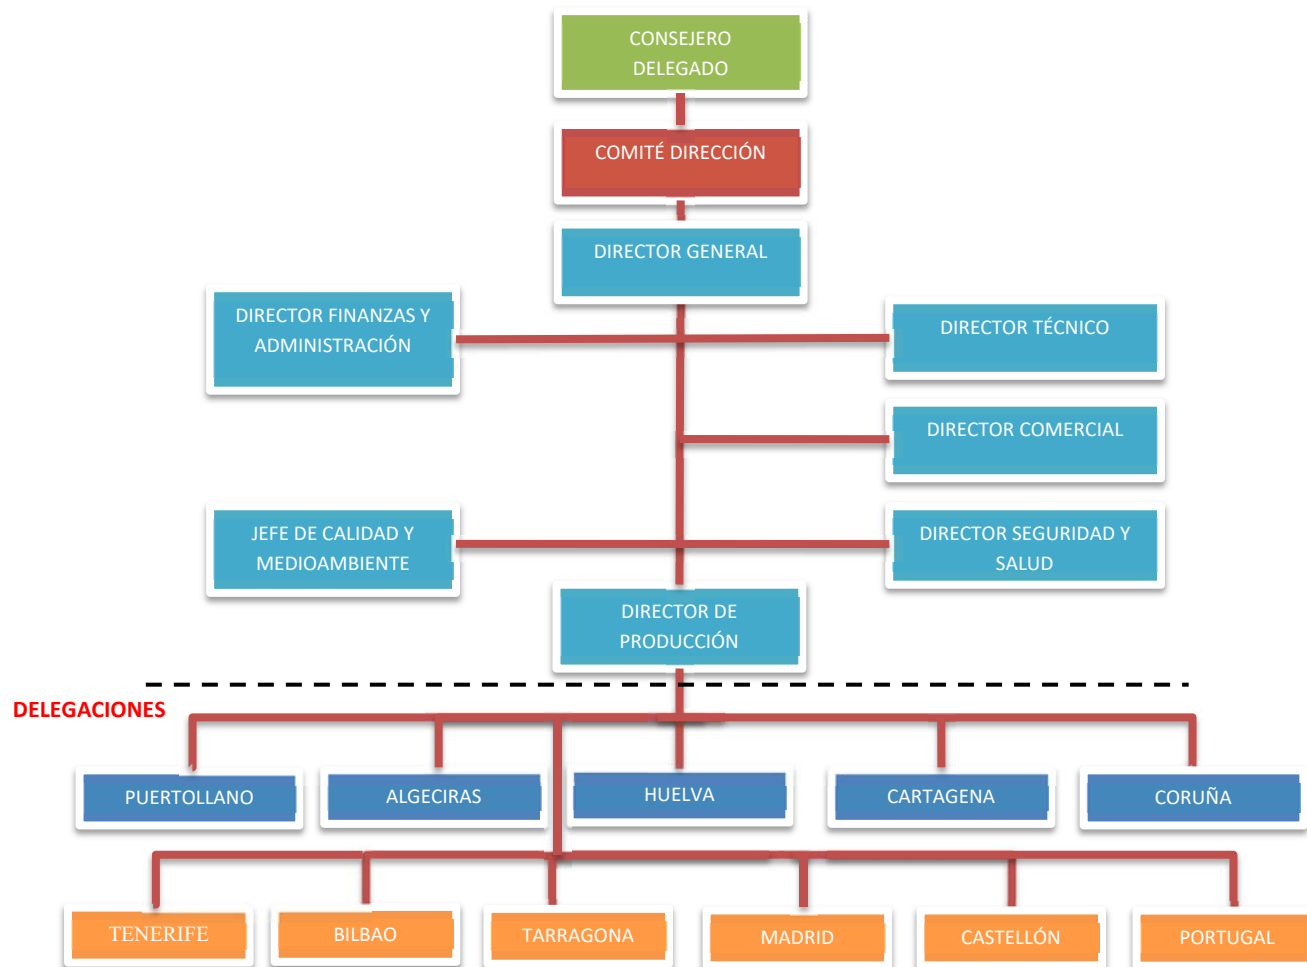 CONSEJERO
DELEGADO
COMITÉ DIRECCIÓN
DIRECTOR GENERAL
DIRECTOR FINANZAS Y
ADMINISTRACIÓN
DIRECTOR TÉCNICO
DIRECTOR COMERCIAL
JEFE DE CALIDAD Y
MEDIOAMBIENTE
DIRECTOR SEGURIDAD Y
SALUD
DIRECTOR DE
PRODUCCIÓN
DELEGACIONES
PUERTOLLANO
ALGECIRAS
HUELVA
CARTAGENA
CORUÑA
TENERIFE
BILBAO
TARRAGONA
MADRID
CASTELLÓN
PORTUGAL